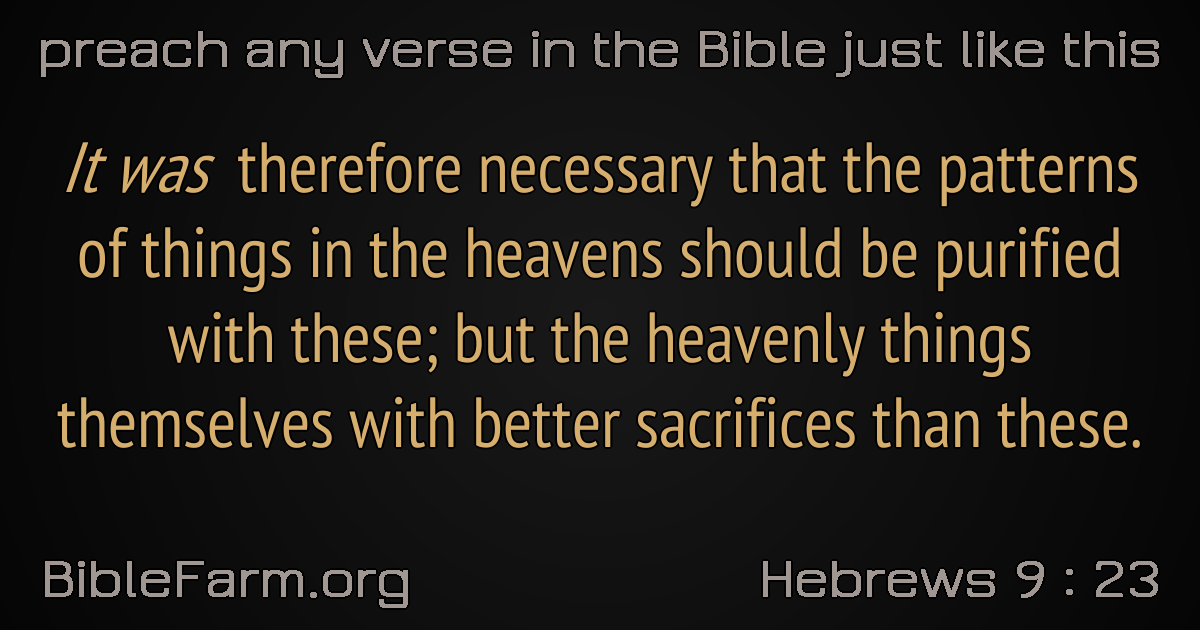 preach any verse in the Bible just like this
It was therefore necessary that the patterns
of things in the heavens should be purified
with these; but the heavenly things
themselves with better sacrifices than these.
BibleFarm.org
Hebrews 9 : 23